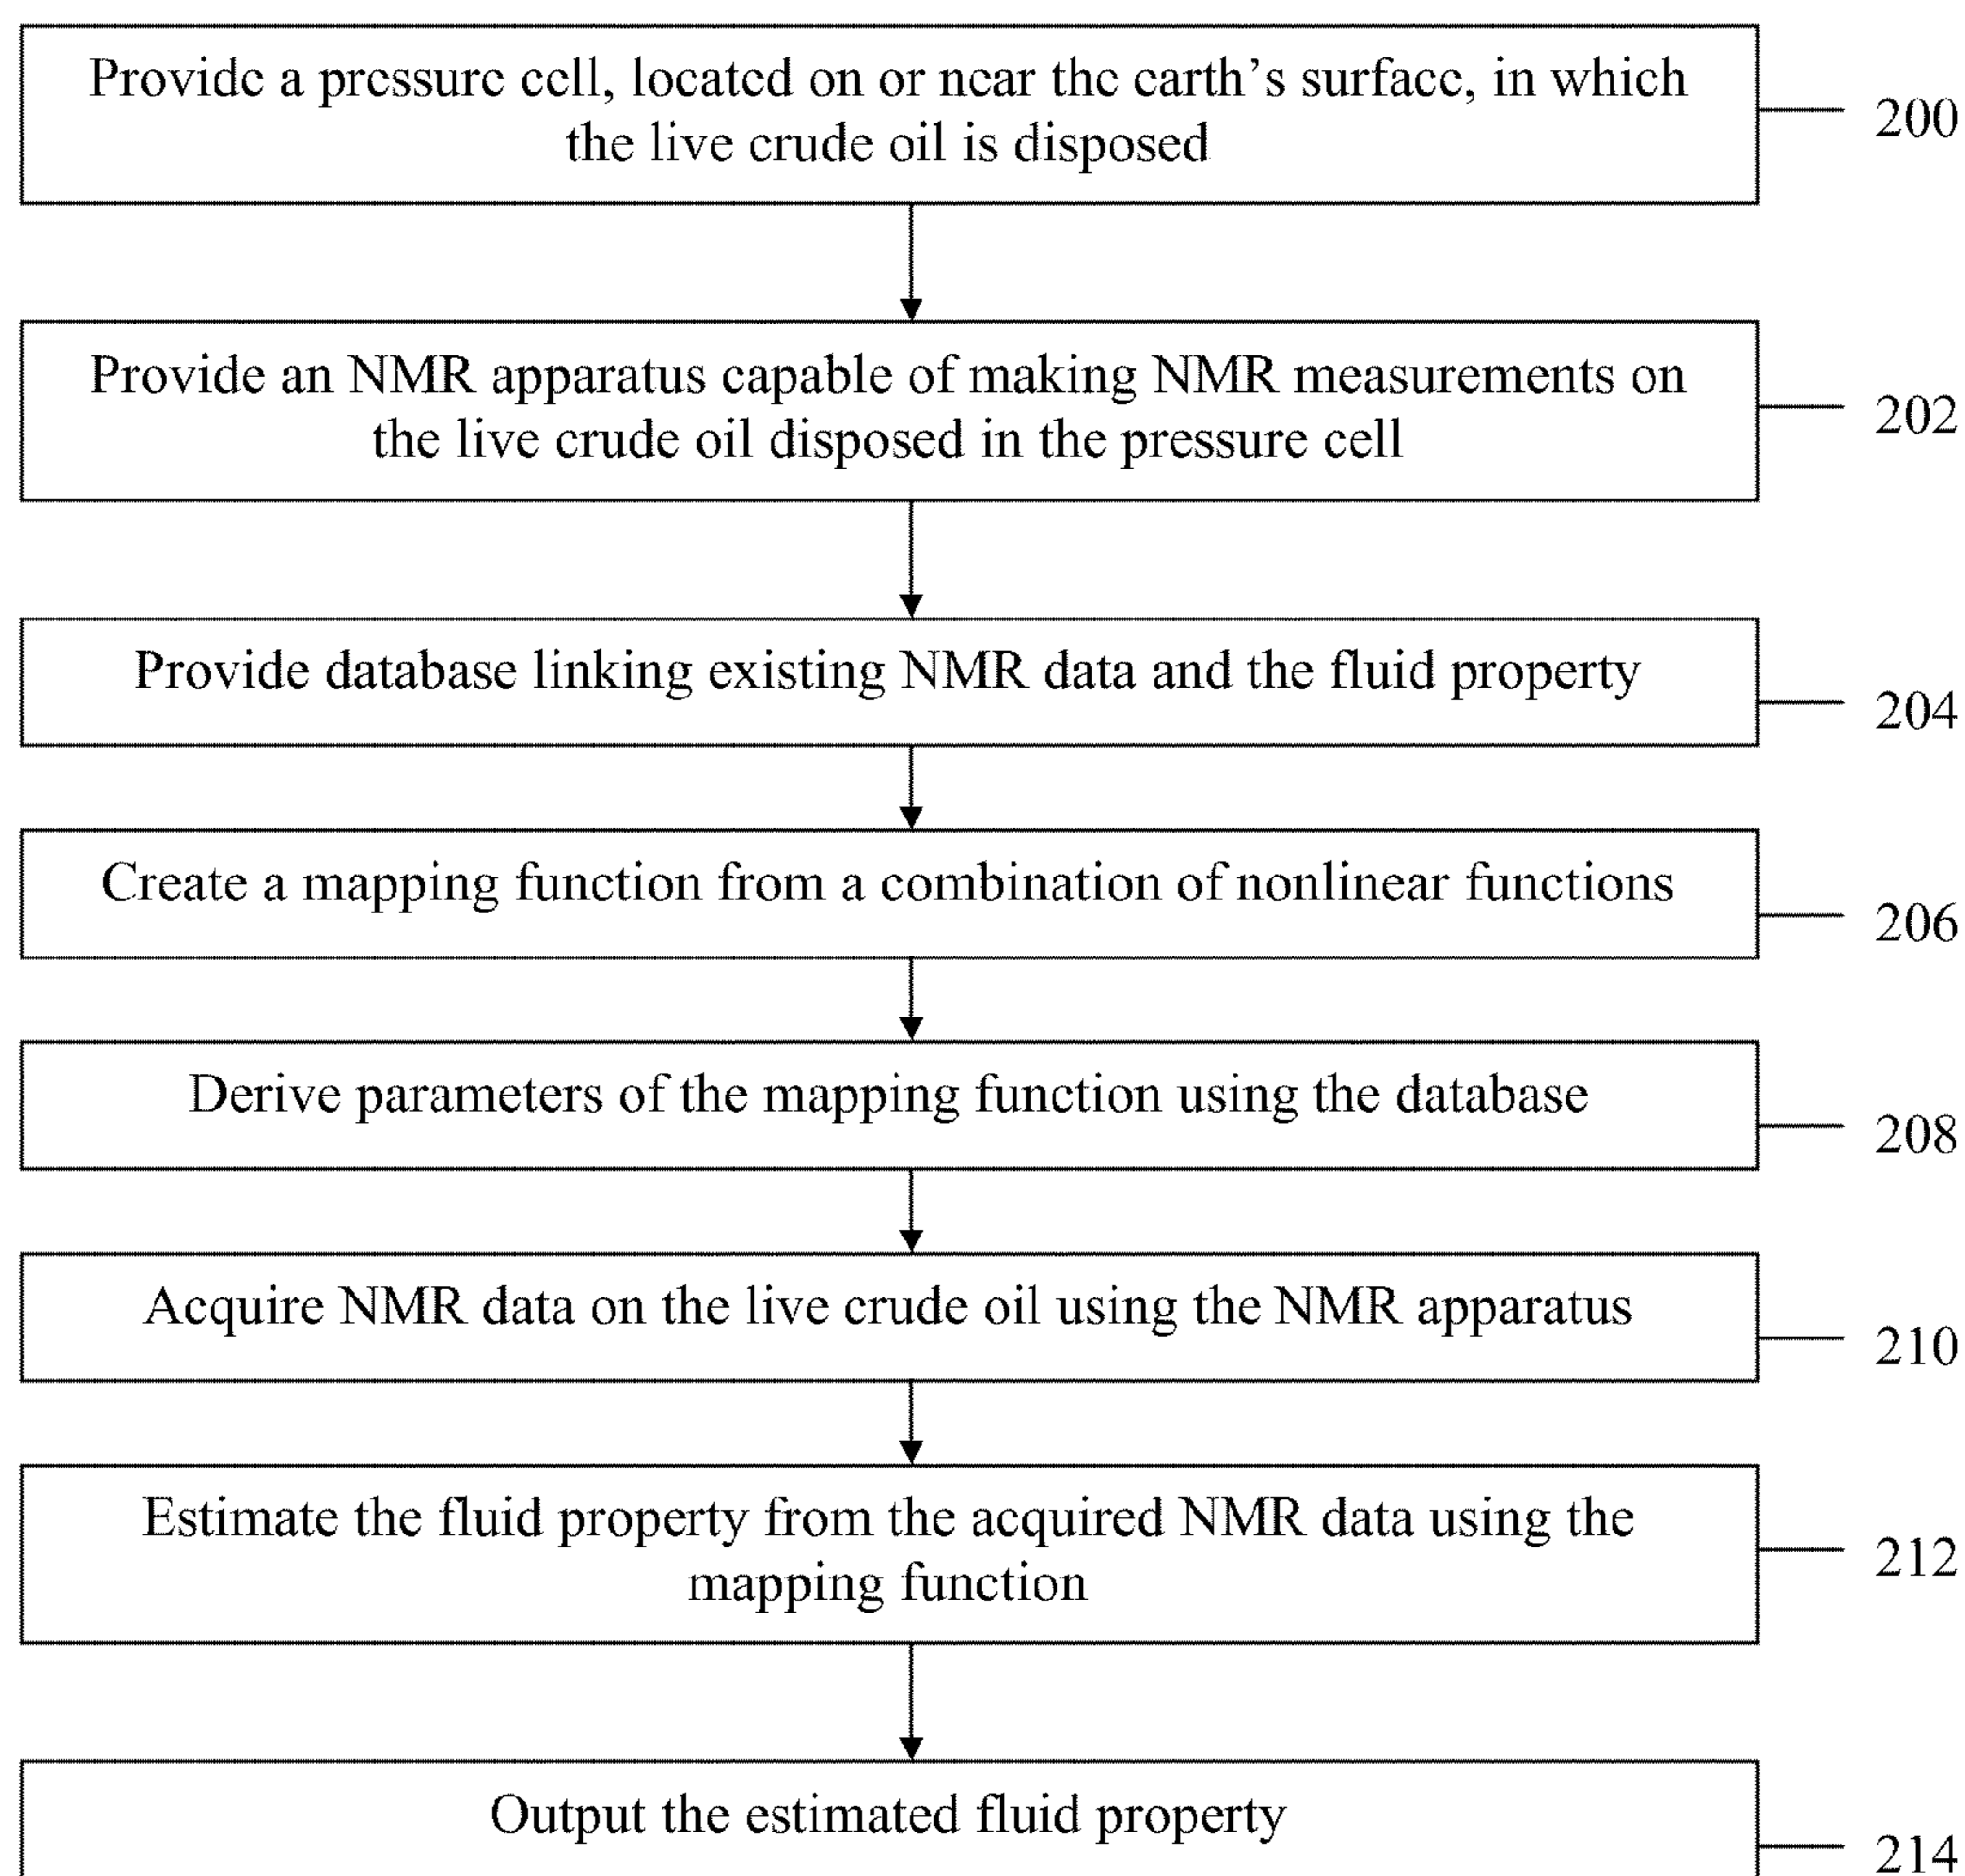 Provide a pressure cell, located on or near the earth's surface, in which
the live crude oil is disposed
200
Provide an NMR apparatus capable of making NMR measurements on
the live crude oil disposed in the pressure cell
202
Provide database linking existing NMR data and the fluid property
204
Create a mapping function from a combination of nonlinear functions
206
Derive parameters of the mapping function using the database
208
Acquire NMR data on the live crude oil using the NMR apparatus
210
Estimate the fluid property from the acquired NMR data using the
mapping function
212
Output the estimated fluid property
214